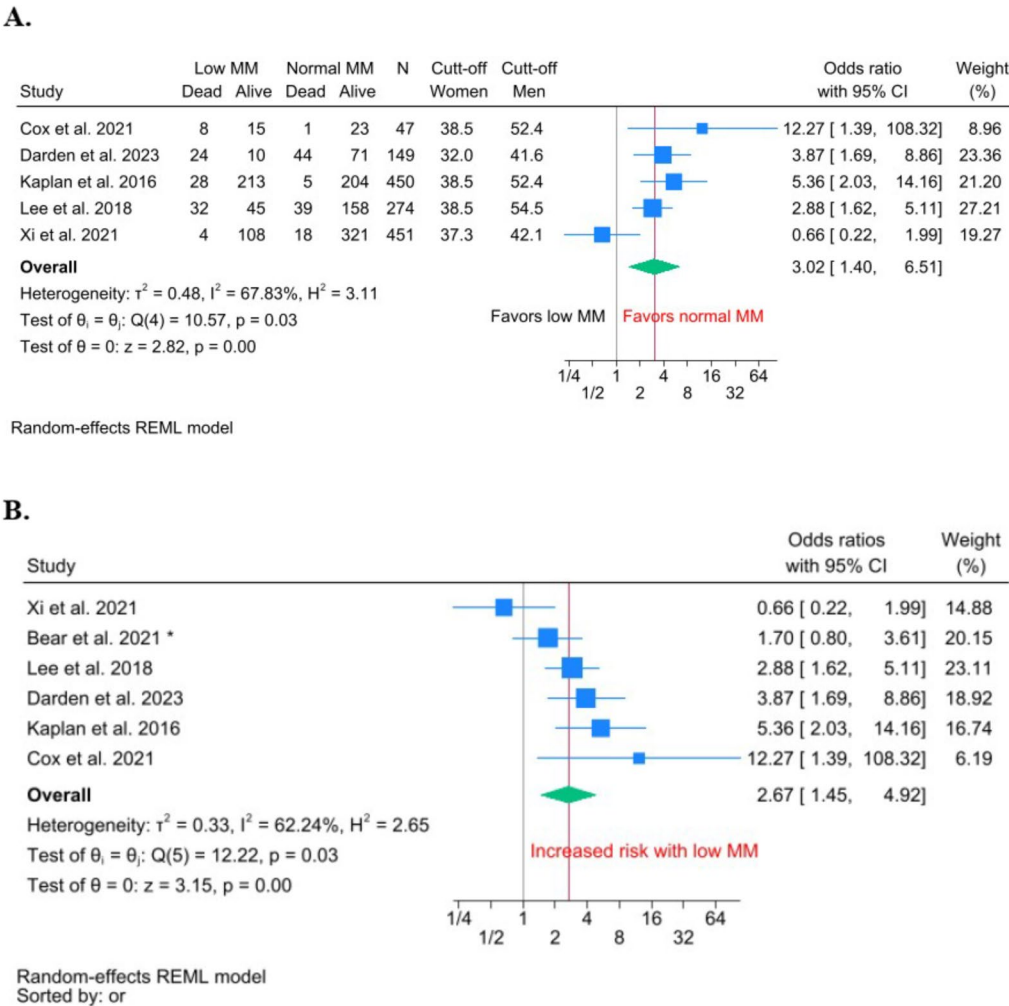 A.
Low MM Normal MM N Cutt-off Cutt-off Odds ratio Weight
Study Dead Alive Dead Alive Women Men with 95% CI (%)
Cox et al. 2021 8 15 1 23 47 38.5 52.4 12.27 [ 1.39, 108.32] 8.96
Darden et al. 2023 24 10 44 71 149 32.0 41.6 3.87 [ 1.69, 8.86] 23.36
Kaplan et al. 2016 28 213 5 204 450 38.5 52.4 5.36 [ 2.03, 14.16] 21.20
Lee et al. 2018 32 45 39 158 274 38.5 54.5 2.88 [ 1.62, 5.11] 27.21
Xi et al. 2021 4 108 18 321 451 37.3 42.1 0.66 [ 0.22, 1.99] 19.27
Overall 3.02 [ 1.40, 6.51]
Heterogeneity: τ² = 0.48, I² = 67.83%, H² = 3.11
Favors low MM Favors normal MM
Test of θᵢ = θⱼ: Q(4) = 10.57, p = 0.03
Test of θ = 0: z = 2.82, p = 0.00
1/4 1 4 16 64
1/2 2 8 32
Random-effects REML model
B.
Odds ratios Weight
Study with 95% CI (%)
Xi et al. 2021 0.66 [ 0.22, 1.99] 14.88
Bear et al. 2021 * 1.70 [ 0.80, 3.61] 20.15
Lee et al. 2018 2.88 [ 1.62, 5.11] 23.11
Darden et al. 2023 3.87 [ 1.69, 8.86] 18.92
Kaplan et al. 2016 5.36 [ 2.03, 14.16] 16.74
Cox et al. 2021 12.27 [ 1.39, 108.32] 6.19
Overall 2.67 [ 1.45, 4.92]
Heterogeneity: τ² = 0.33, I² = 62.24%, H² = 2.65
Increased risk with low MM
Test of θᵢ = θⱼ: Q(5) = 12.22, p = 0.03
Test of θ = 0: z = 3.15, p = 0.00
1/4 1 4 16 64
1/2 2 8 32
Random-effects REML model
Sorted by: or